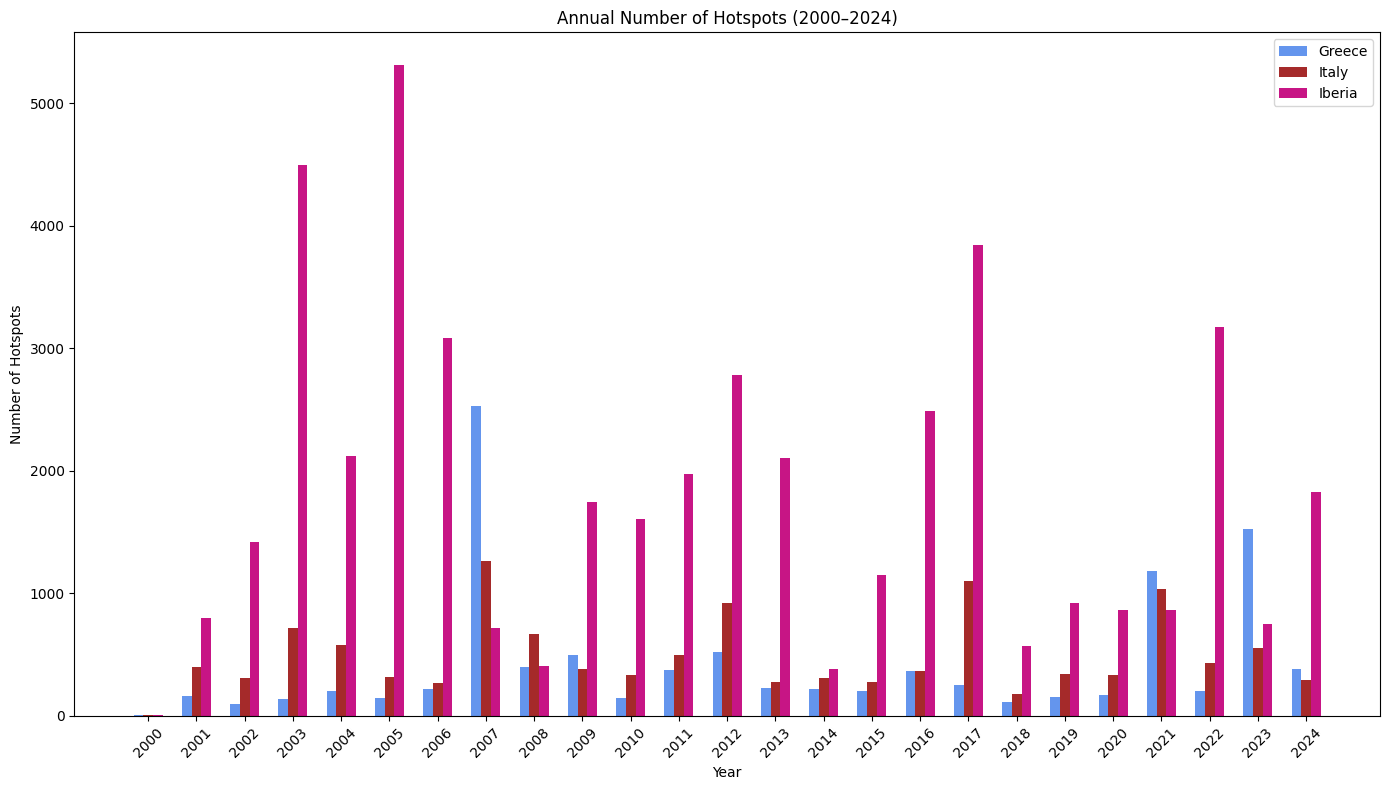 Annual Number of Hotspots (2000–2024)
Greece
Italy
Iberia
Number of Hotspots
5000
4000
3000
2000
1000
0
2000 2001 2002 2003 2004 2005 2006 2007 2008 2009 2010 2011 2012 2013 2014 2015 2016 2017 2018 2019 2020 2021 2022 2023 2024
Year